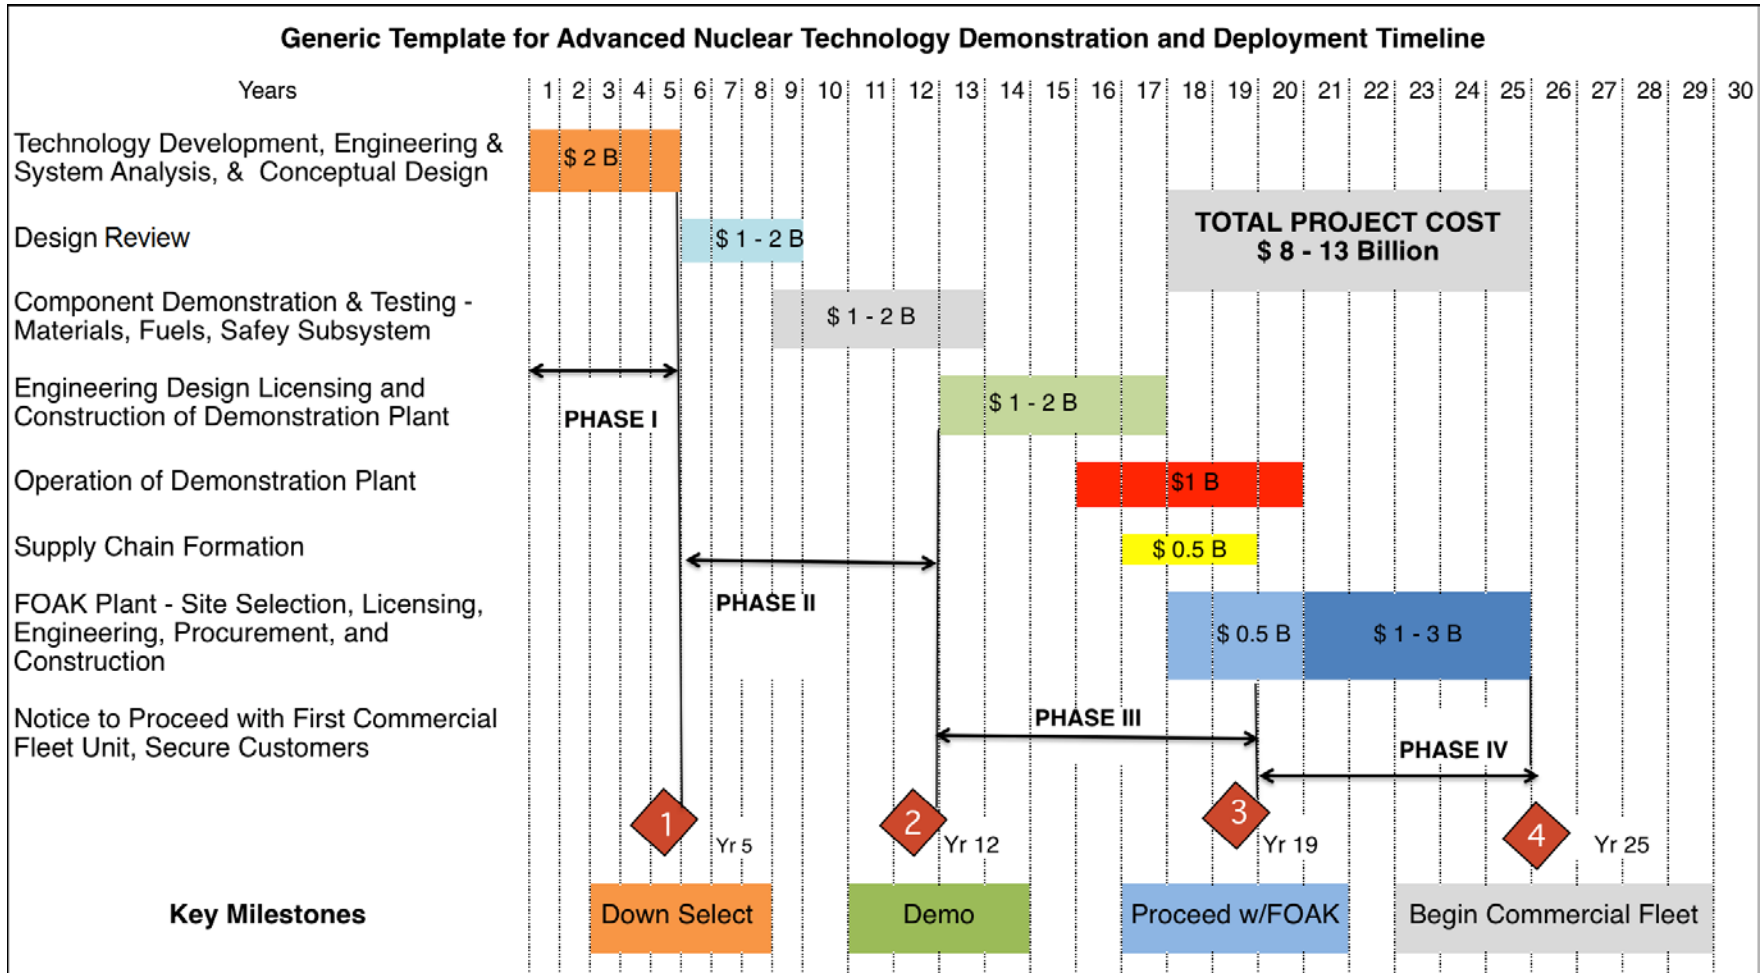 Generic Template for Advanced Nuclear Technology Demonstration and Deployment Timeline
Years 1 2 3 4 5 6 7 8 9 10 11 12 13 14 15 16 17 18 19 20 21 22 23 24 25 26 27 28 29 30
Technology Development, Engineering &
System Analysis, & Conceptual Design
$ 2 B
Design Review
$ 1 - 2 B
TOTAL PROJECT COST
$ 8 - 13 Billion
Component Demonstration & Testing -
Materials, Fuels, Safey Subsystem
$ 1 - 2 B
Engineering Design Licensing and
Construction of Demonstration Plant
$ 1 - 2 B
PHASE I
Operation of Demonstration Plant
$1 B
Supply Chain Formation
$ 0.5 B
PHASE II
FOAK Plant - Site Selection, Licensing,
Engineering, Procurement, and
Construction
$ 0.5 B
$ 1 - 3 B
Notice to Proceed with First Commercial
Fleet Unit, Secure Customers
PHASE III
PHASE IV
1
Yr 5
2
Yr 12
3
Yr 19
4
Yr 25
Key Milestones
Down Select
Demo
Proceed w/FOAK
Begin Commercial Fleet